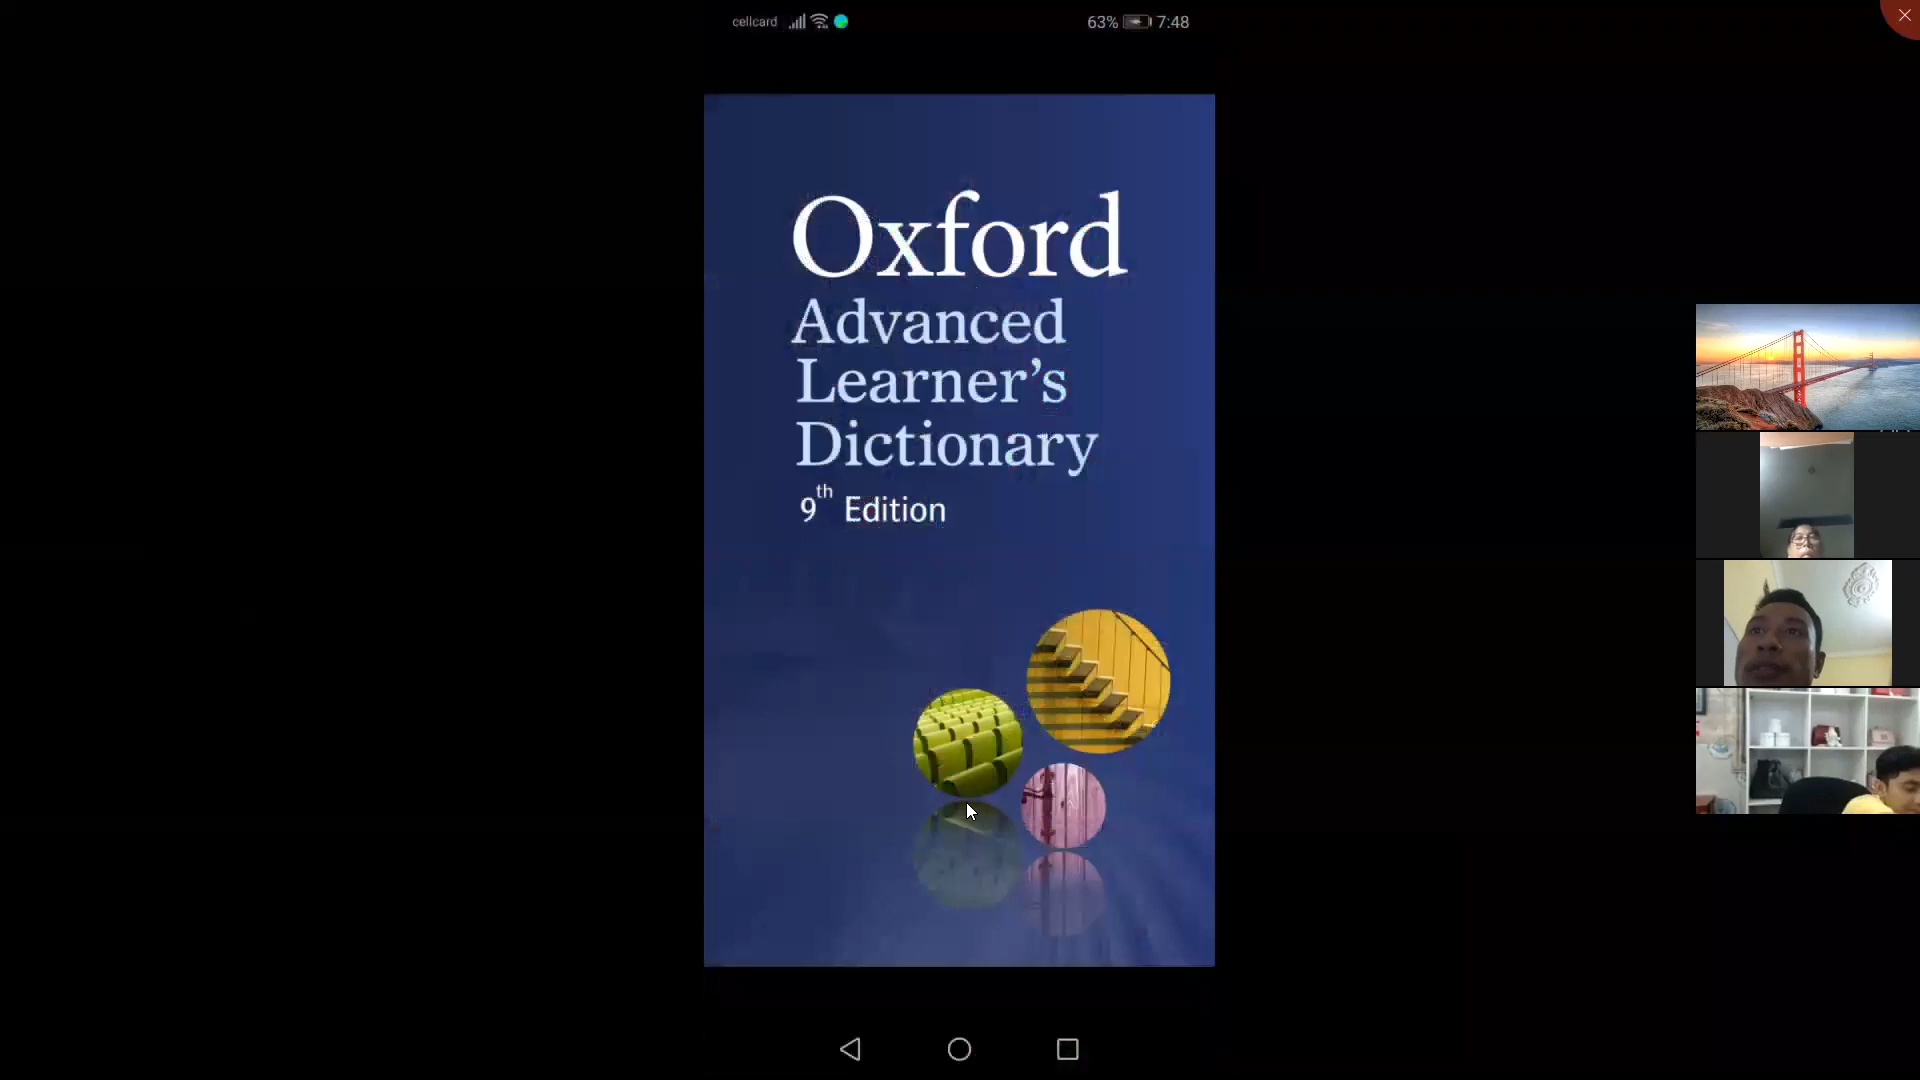 cellcard 63% 7:48
Oxford
Advanced
Learner's
Dictionary
9th Edition